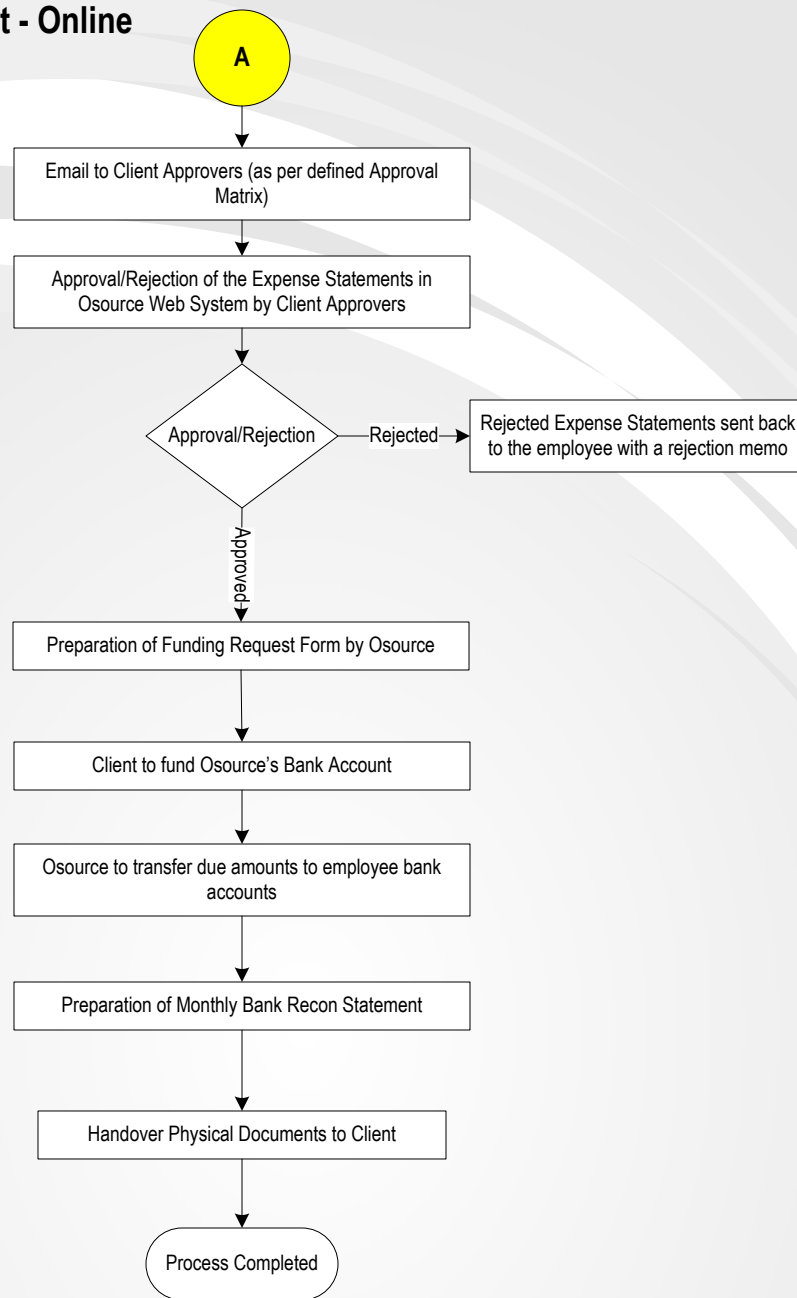 t - Online
A
Email to Client Approvers (as per defined Approval
Matrix)
Approval/Rejection of the Expense Statements in
Osource Web System by Client Approvers
Approval/Rejection
Rejected
Rejected Expense Statements sent back
to the employee with a rejection memo
Approved
Preparation of Funding Request Form by Osource
Client to fund Osource’s Bank Account
Osource to transfer due amounts to employee bank
accounts
Preparation of Monthly Bank Recon Statement
Handover Physical Documents to Client
Process Completed